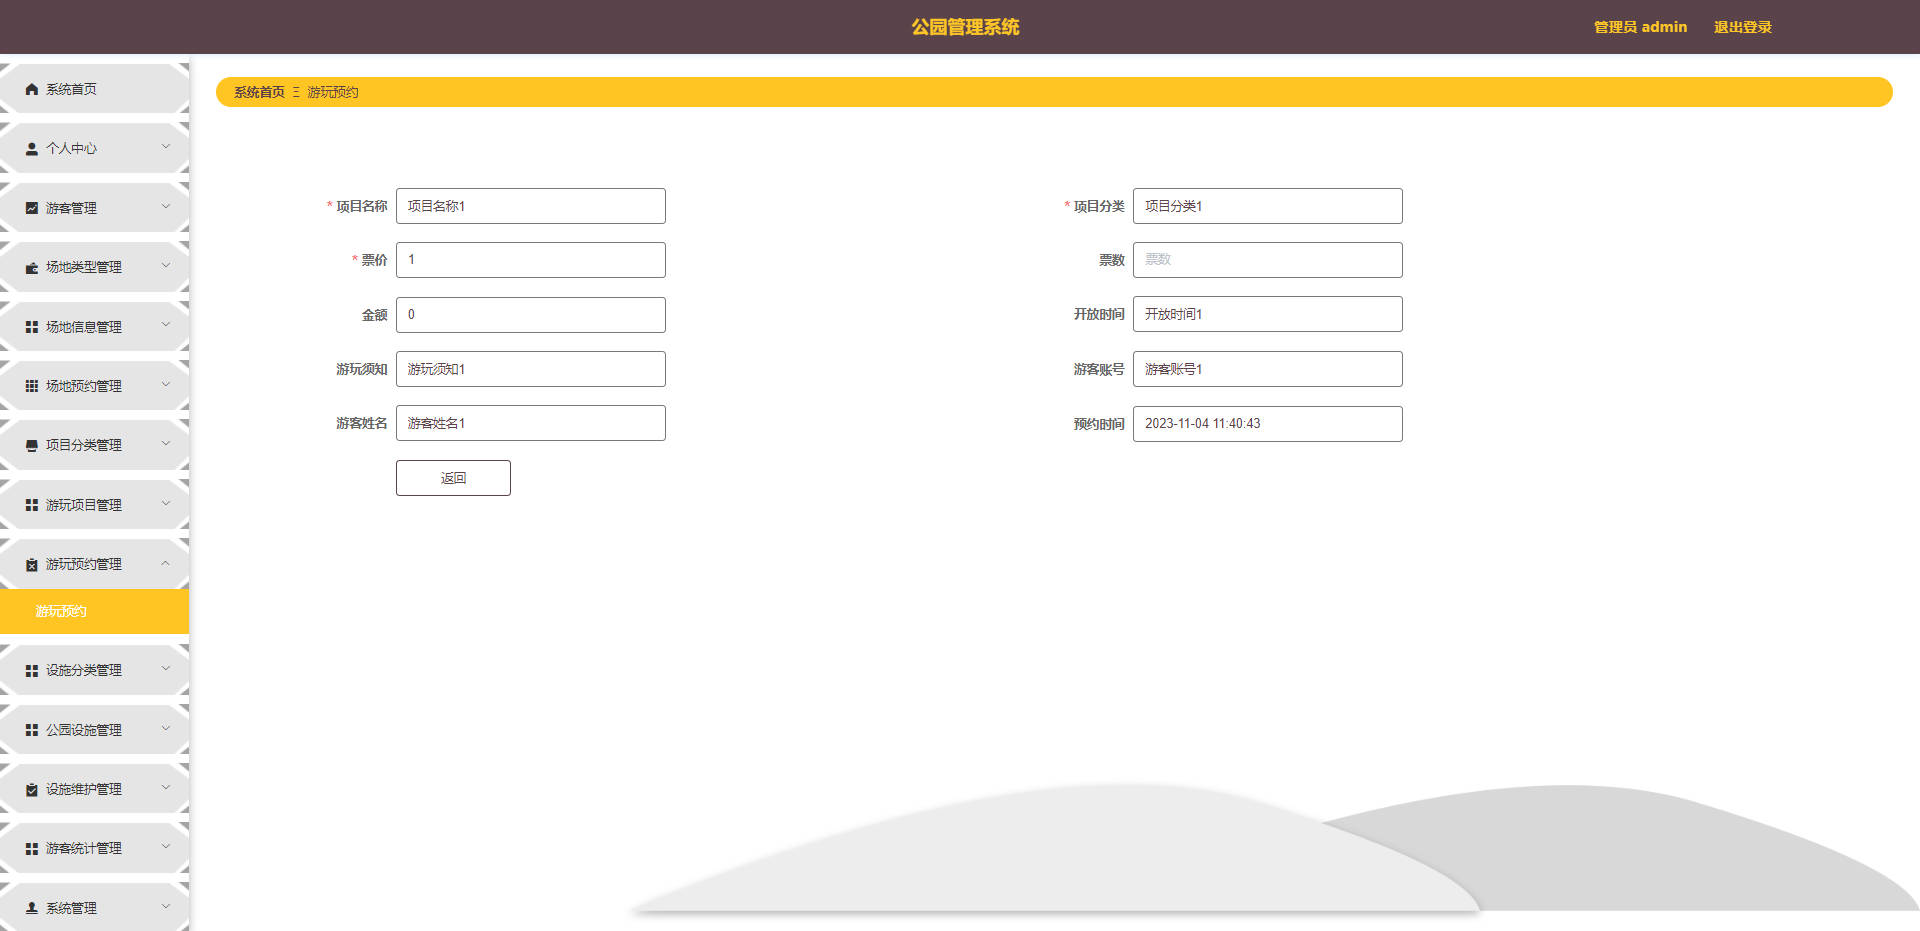 公园管理系统
管理员 admin
退出登录
系统首页
个人中心
游客管理
场地类型管理
场地信息管理
场地预约管理
项目分类管理
游玩项目管理
游玩预约管理
游玩预约
设施分类管理
公园设施管理
设施维护管理
游客统计管理
系统管理
系统首页 Ξ 游玩预约
* 项目名称 项目名称1
* 项目分类 项目分类1
* 票价 1
票数 票数
金额 0
开放时间 开放时间1
游玩须知 游玩须知1
游客账号 游客账号1
游客姓名 游客姓名1
预约时间 2023-11-04 11:40:43
返回